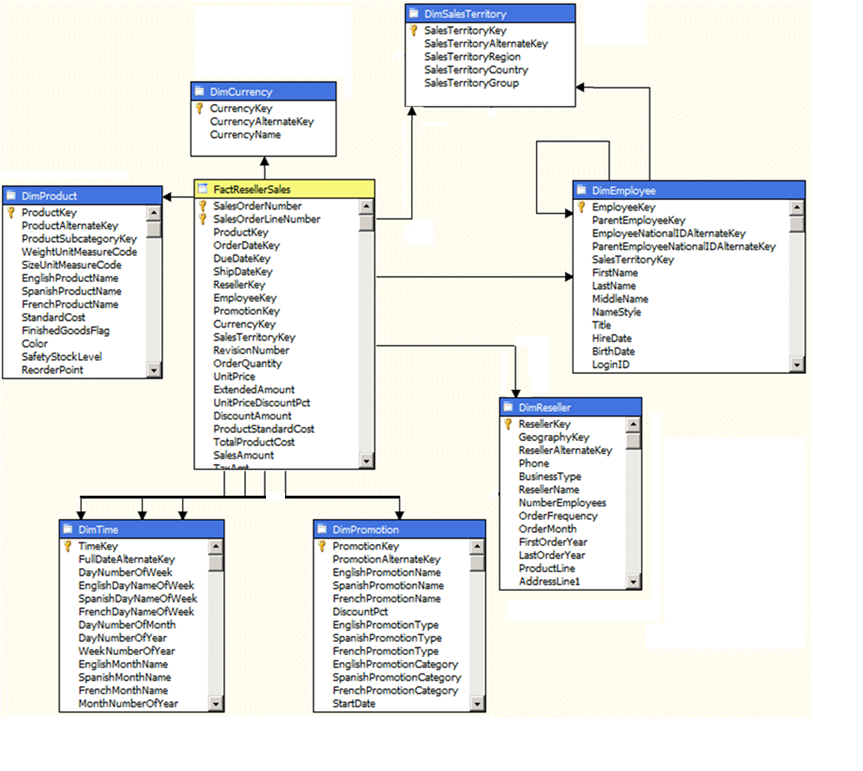 DimSalesTerritory
SalesTerritoryKey
SalesTerritoryAlternateKey
SalesTerritoryRegion
SalesTerritoryCountry
SalesTerritoryGroup
DimCurrency
CurrencyKey
CurrencyAlternateKey
CurrencyName
DimProduct
ProductKey
ProductAlternateKey
ProductSubcategoryKey
WeightUnitMeasureCode
SizeUnitMeasureCode
EnglishProductName
SpanishProductName
FrenchProductName
StandardCost
FinishedGoodsFlag
Color
SafetyStockLevel
ReorderPoint
FactResellerSales
SalesOrderNumber
SalesOrderLineNumber
ProductKey
OrderDateKey
DueDateKey
ShipDateKey
ResellerKey
EmployeeKey
PromotionKey
CurrencyKey
SalesTerritoryKey
RevisionNumber
OrderQuantity
UnitPrice
ExtendedAmount
UnitPriceDiscountPct
DiscountAmount
ProductStandardCost
TotalProductCost
SalesAmount
TaxAmt
DimEmployee
EmployeeKey
ParentEmployeeKey
EmployeeNationalIDAlternateKey
ParentEmployeeNationalIDAlternateKey
SalesTerritoryKey
FirstName
LastName
MiddleName
NameStyle
Title
HireDate
BirthDate
LoginID
DimReseller
ResellerKey
GeographyKey
ResellerAlternateKey
Phone
BusinessType
ResellerName
NumberEmployees
OrderFrequency
OrderMonth
FirstOrderYear
LastOrderYear
ProductLine
AddressLine1
DimTime
TimeKey
FullDateAlternateKey
DayNumberOfWeek
EnglishDayNameOfWeek
SpanishDayNameOfWeek
FrenchDayNameOfWeek
DayNumberOfMonth
DayNumberOfYear
WeekNumberOfYear
EnglishMonthName
SpanishMonthName
FrenchMonthName
MonthNumberOfYear
DimPromotion
PromotionKey
PromotionAlternateKey
EnglishPromotionName
SpanishPromotionName
FrenchPromotionName
DiscountPct
EnglishPromotionType
SpanishPromotionType
FrenchPromotionType
EnglishPromotionCategory
SpanishPromotionCategory
FrenchPromotionCategory
StartDate